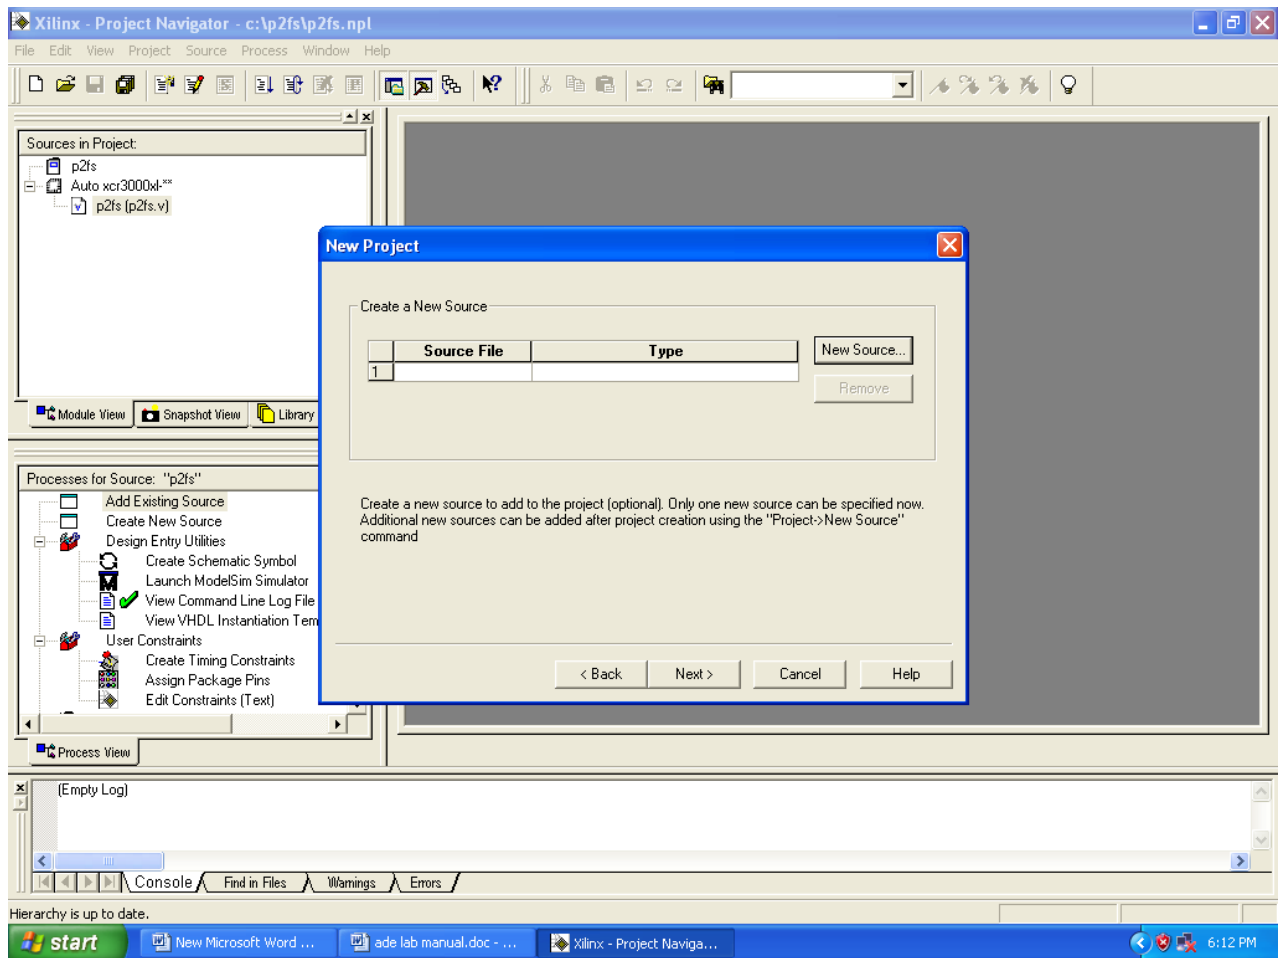 Xilinx - Project Navigator - c:\p2fs\p2fs.npl
File Edit View Project Source Process Window Help
Sources in Project:
p2fs
Auto xcr3000xl-**
p2fs (p2fs.v)
Module View Snapshot View Library
New Project
Create a New Source
Source File Type
1
New Source...
Remove
Create a new source to add to the project (optional). Only one new source can be specified now.
Additional new sources can be added after project creation using the "Project->New Source"
command
< Back Next > Cancel Help
Processes for Source: "p2fs"
Add Existing Source
Create New Source
Design Entry Utilities
Create Schematic Symbol
Launch ModelSim Simulator
View Command Line Log File
View VHDL Instantiation Tem
User Constraints
Create Timing Constraints
Assign Package Pins
Edit Constraints (Text)
Process View
(Empty Log)
Console Find in Files Warnings Errors
Hierarchy is up to date.
start New Microsoft Word ... ade lab manual.doc - ... Xilinx - Project Naviga... 6:12 PM